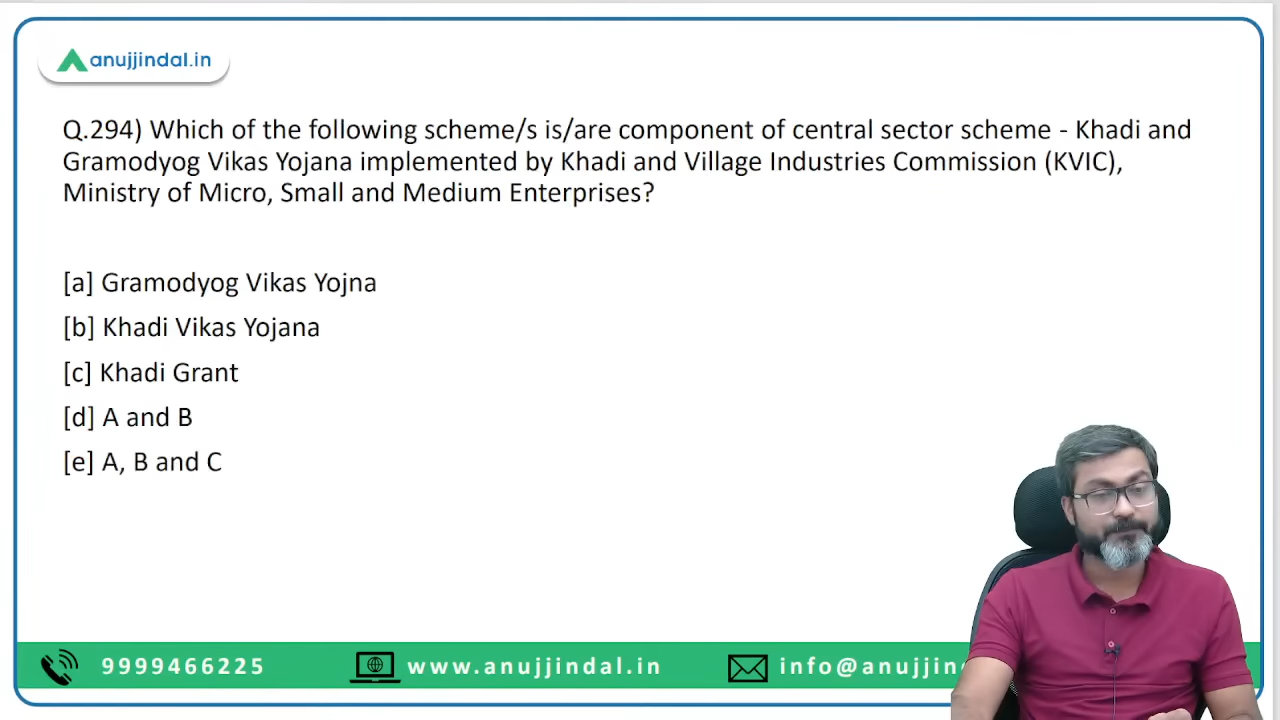 anujjindal.in
Q.294) Which of the following scheme/s is/are component of central sector scheme - Khadi and
Gramodyog Vikas Yojana implemented by Khadi and Village Industries Commission (KVIC),
Ministry of Micro, Small and Medium Enterprises?
[a] Gramodyog Vikas Yojna
[b] Khadi Vikas Yojana
[c] Khadi Grant
[d] A and B
[e] A, B and C
9999466225 www.anujjindal.in